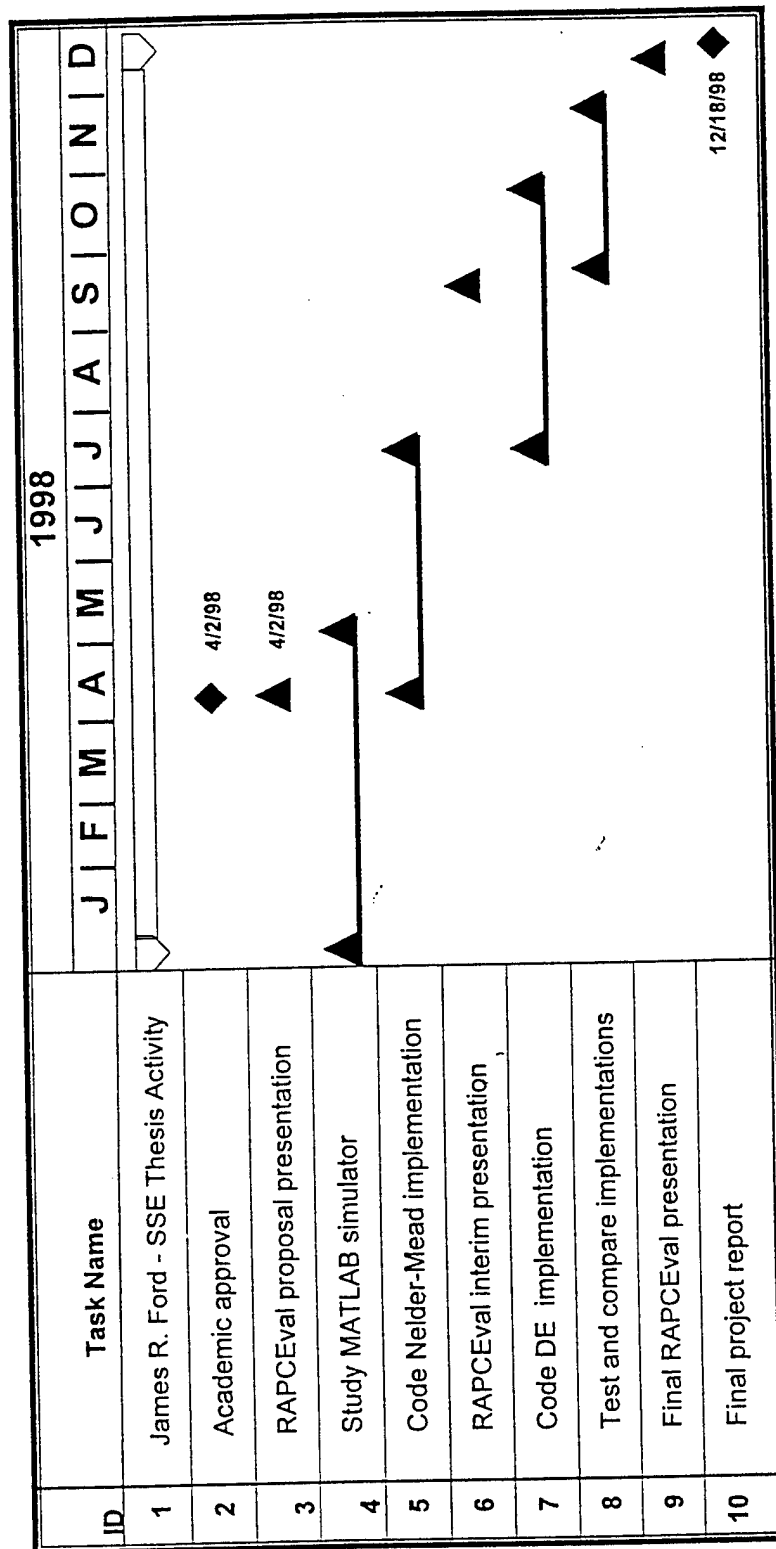 1998
ID Task Name J | F | M | A | M | J | J | A | S | O | N | D
1 James R. Ford - SSE Thesis Activity
2 Academic approval 4/2/98
3 RAPCEval proposal presentation 4/2/98
4 Study MATLAB simulator
5 Code Nelder-Mead implementation
6 RAPCEval interim presentation
7 Code DE implementation
8 Test and compare implementations
9 Final RAPCEval presentation
10 Final project report 12/18/98